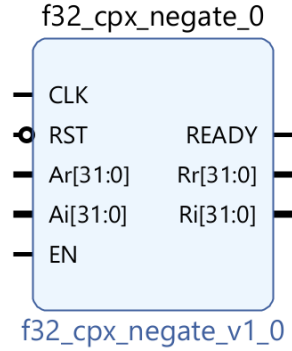 f32_cpx_negate_0
CLK
RST READY
Ar[31:0] Rr[31:0]
Ai[31:0] Ri[31:0]
EN
f32_cpx_negate_v1_0